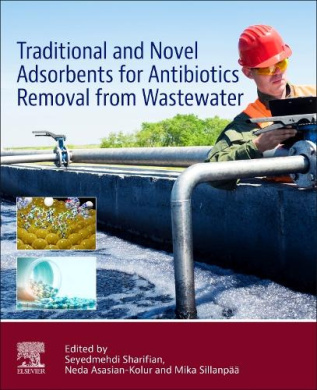 Traditional and Novel
Adsorbents for Antibiotics
Removal from Wastewater
Edited by
Seyedmehdi Sharifian
Neda Asasian-Kolur and Mika Sillanpää
ELSEVIER